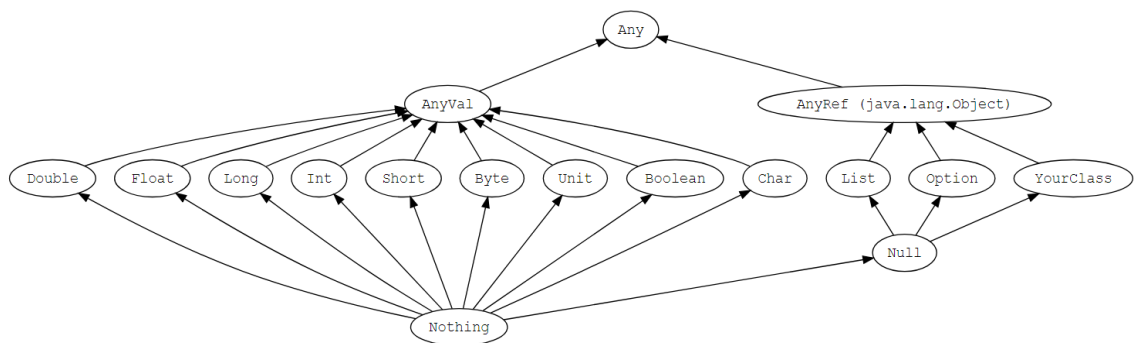 Any
AnyVal
AnyRef (java.lang.Object)
Double
Float
Long
Int
Short
Byte
Unit
Boolean
Char
List
Option
YourClass
Null
Nothing